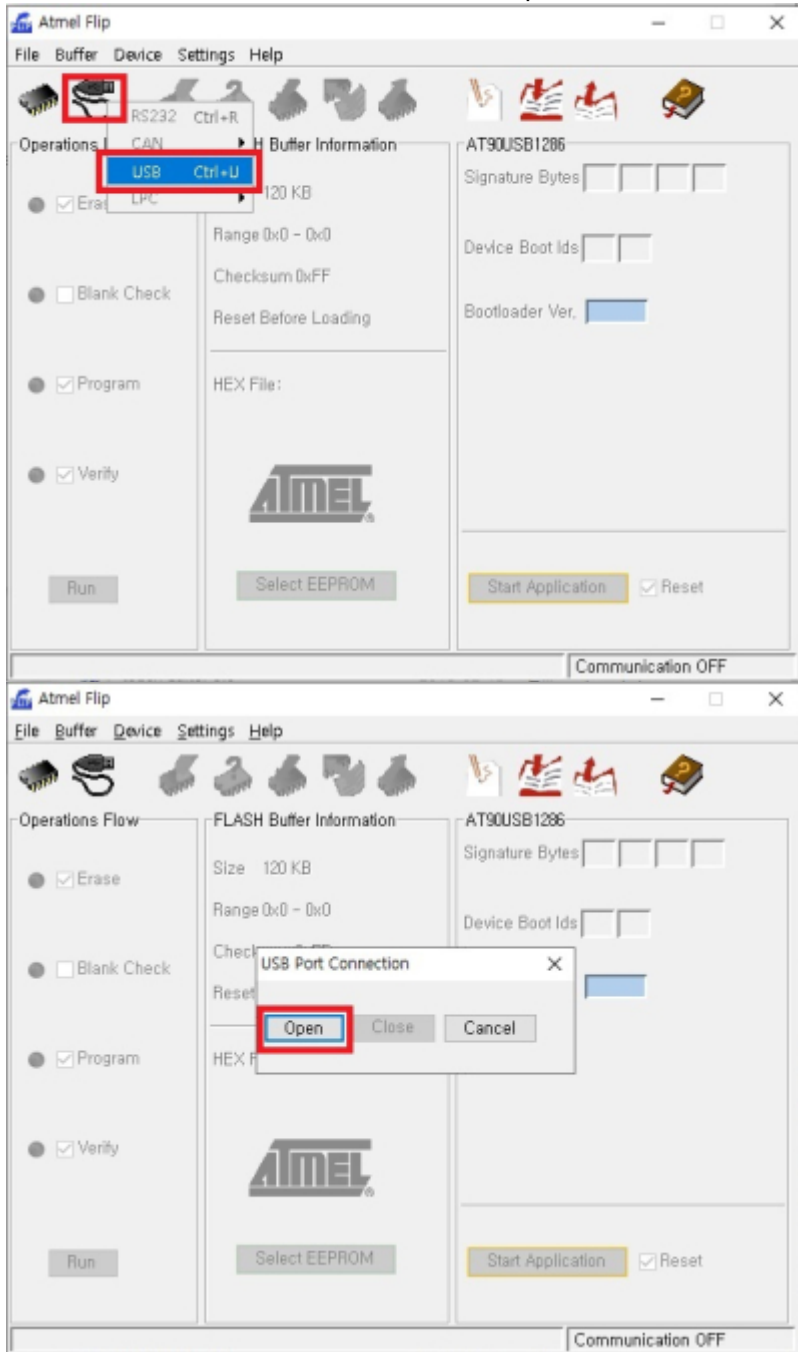 Atmel Flip
File Buffer Device Settings Help
RS232 Ctrl+R
CAN
USB Ctrl+U
LPC
Operations
H Buffer Information
AT90USB1286
Signature Bytes
Eras
120 KB
Range 0x0 - 0x0
Device Boot Ids
Checksum 0xFF
Blank Check
Reset Before Loading
Bootloader Ver.
Program
HEX File:
Verify
ATMEL
Run
Select EEPROM
Start Application
Reset
Communication OFF
Atmel Flip
File Buffer Device Settings Help
Operations Flow
FLASH Buffer Information
AT90USB1286
Signature Bytes
Size 120 KB
Erase
Range 0x0 - 0x0
Device Boot Ids
Chec
USB Port Connection
Blank Check
Reset
Open
Close
Cancel
Program
HEX F
Verify
ATMEL
Run
Select EEPROM
Start Application
Reset
Communication OFF